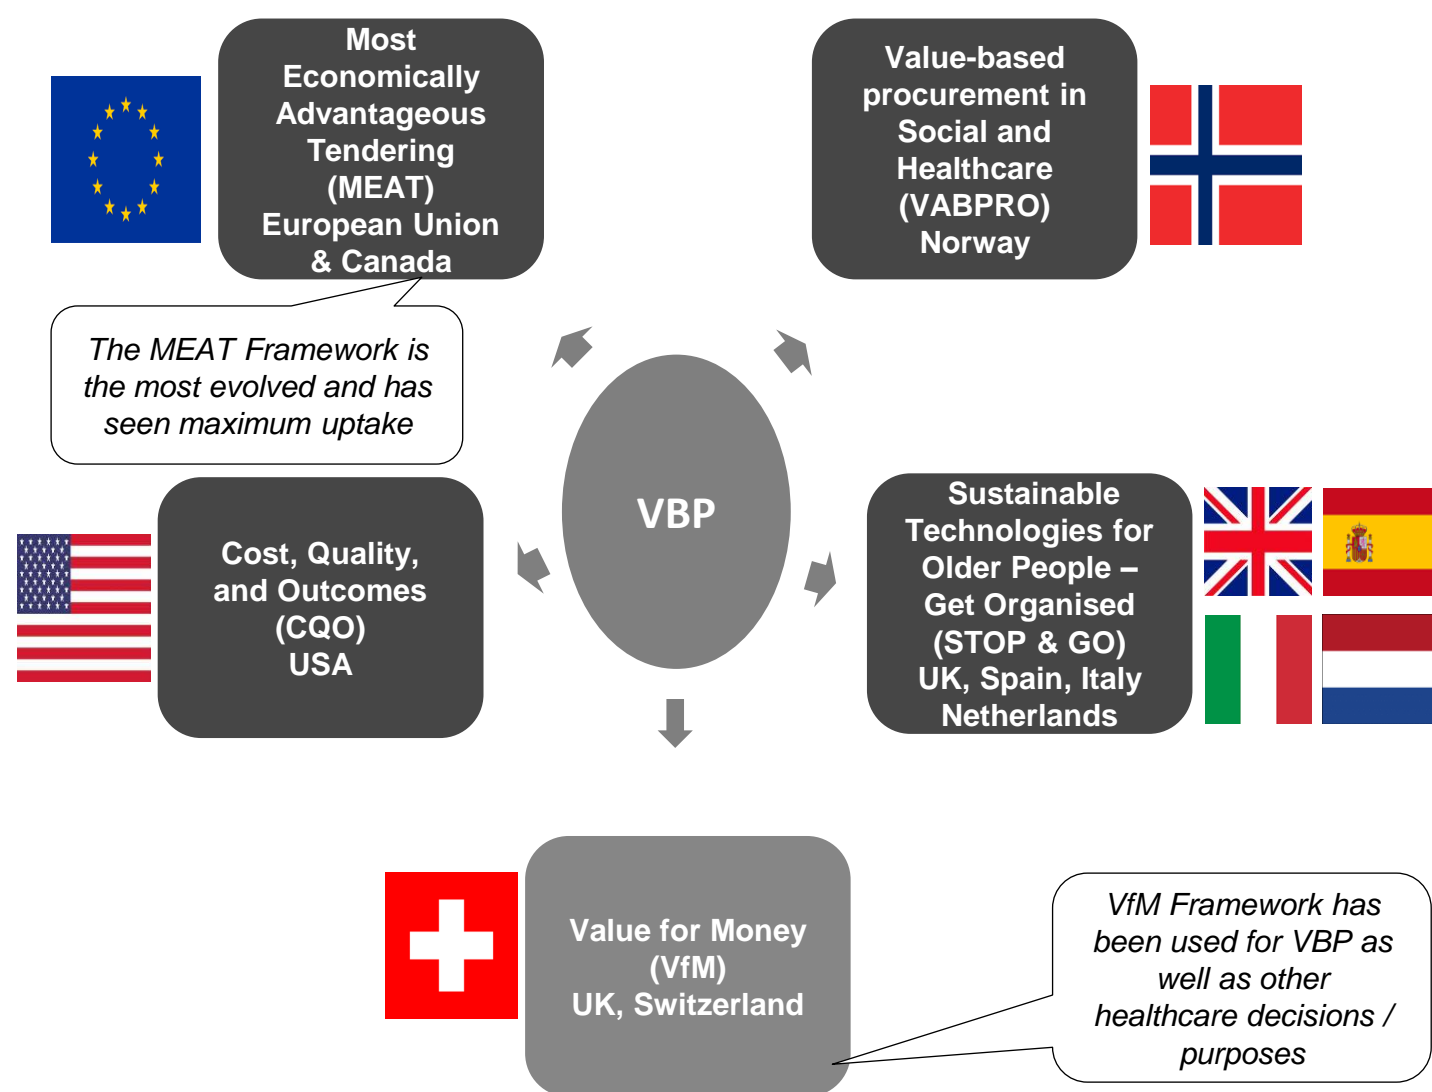 Most
Economically
Advantageous
Tendering
(MEAT)
European Union
& Canada
Value-based
procurement in
Social and
Healthcare
(VABPRO)
Norway
The MEAT Framework is
the most evolved and has
seen maximum uptake
VBP
Cost, Quality,
and Outcomes
(CQO)
USA
Sustainable
Technologies for
Older People –
Get Organised
(STOP & GO)
UK, Spain, Italy
Netherlands
Value for Money
(VfM)
UK, Switzerland
VfM Framework has
been used for VBP as
well as other
healthcare decisions /
purposes